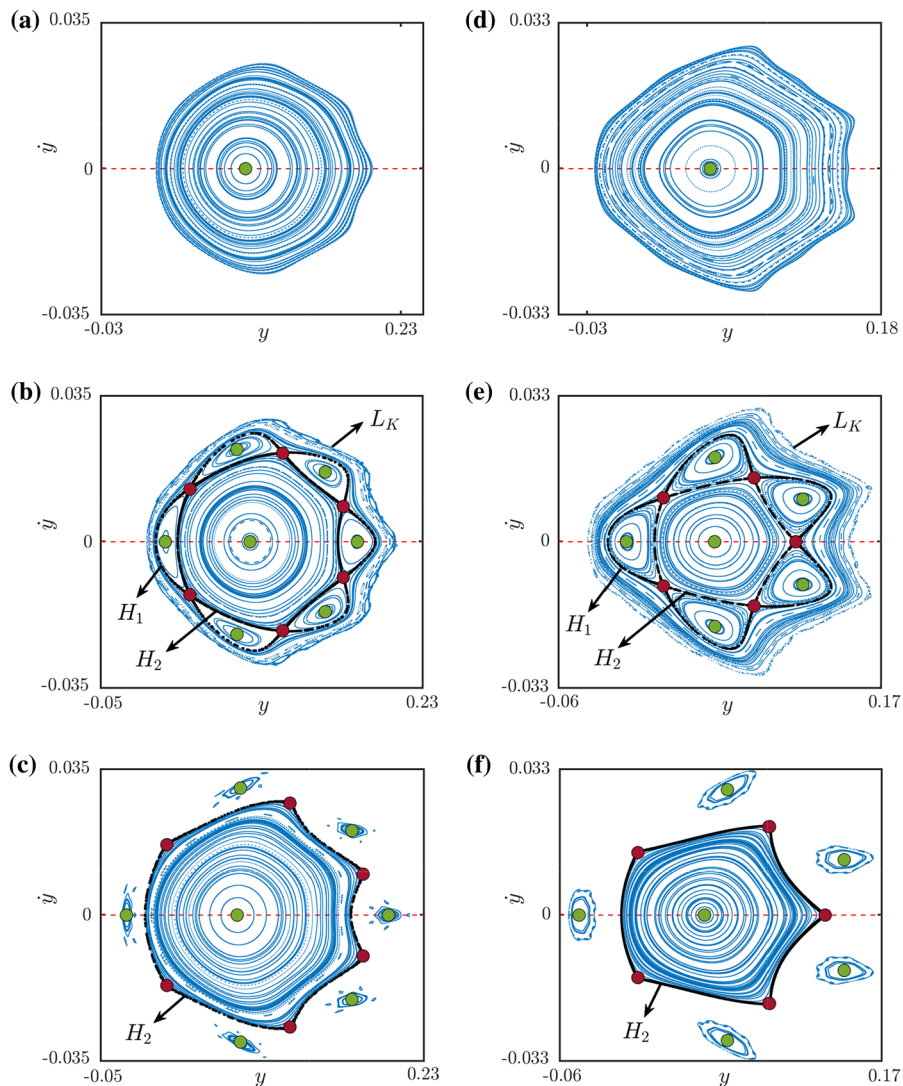 (a)
0.035
ẏ
0
-0.035
-0.03
y
0.23
(d)
0.033
ẏ
0
-0.033
-0.03
y
0.18
(b)
0.035
L_K
ẏ
0
H_1
H_2
-0.035
-0.05
y
0.23
(e)
0.033
L_K
ẏ
0
H_1
H_2
-0.033
-0.06
y
0.17
(c)
0.035
ẏ
0
H_2
-0.035
-0.05
y
0.23
(f)
0.033
ẏ
0
H_2
-0.033
-0.06
y
0.17